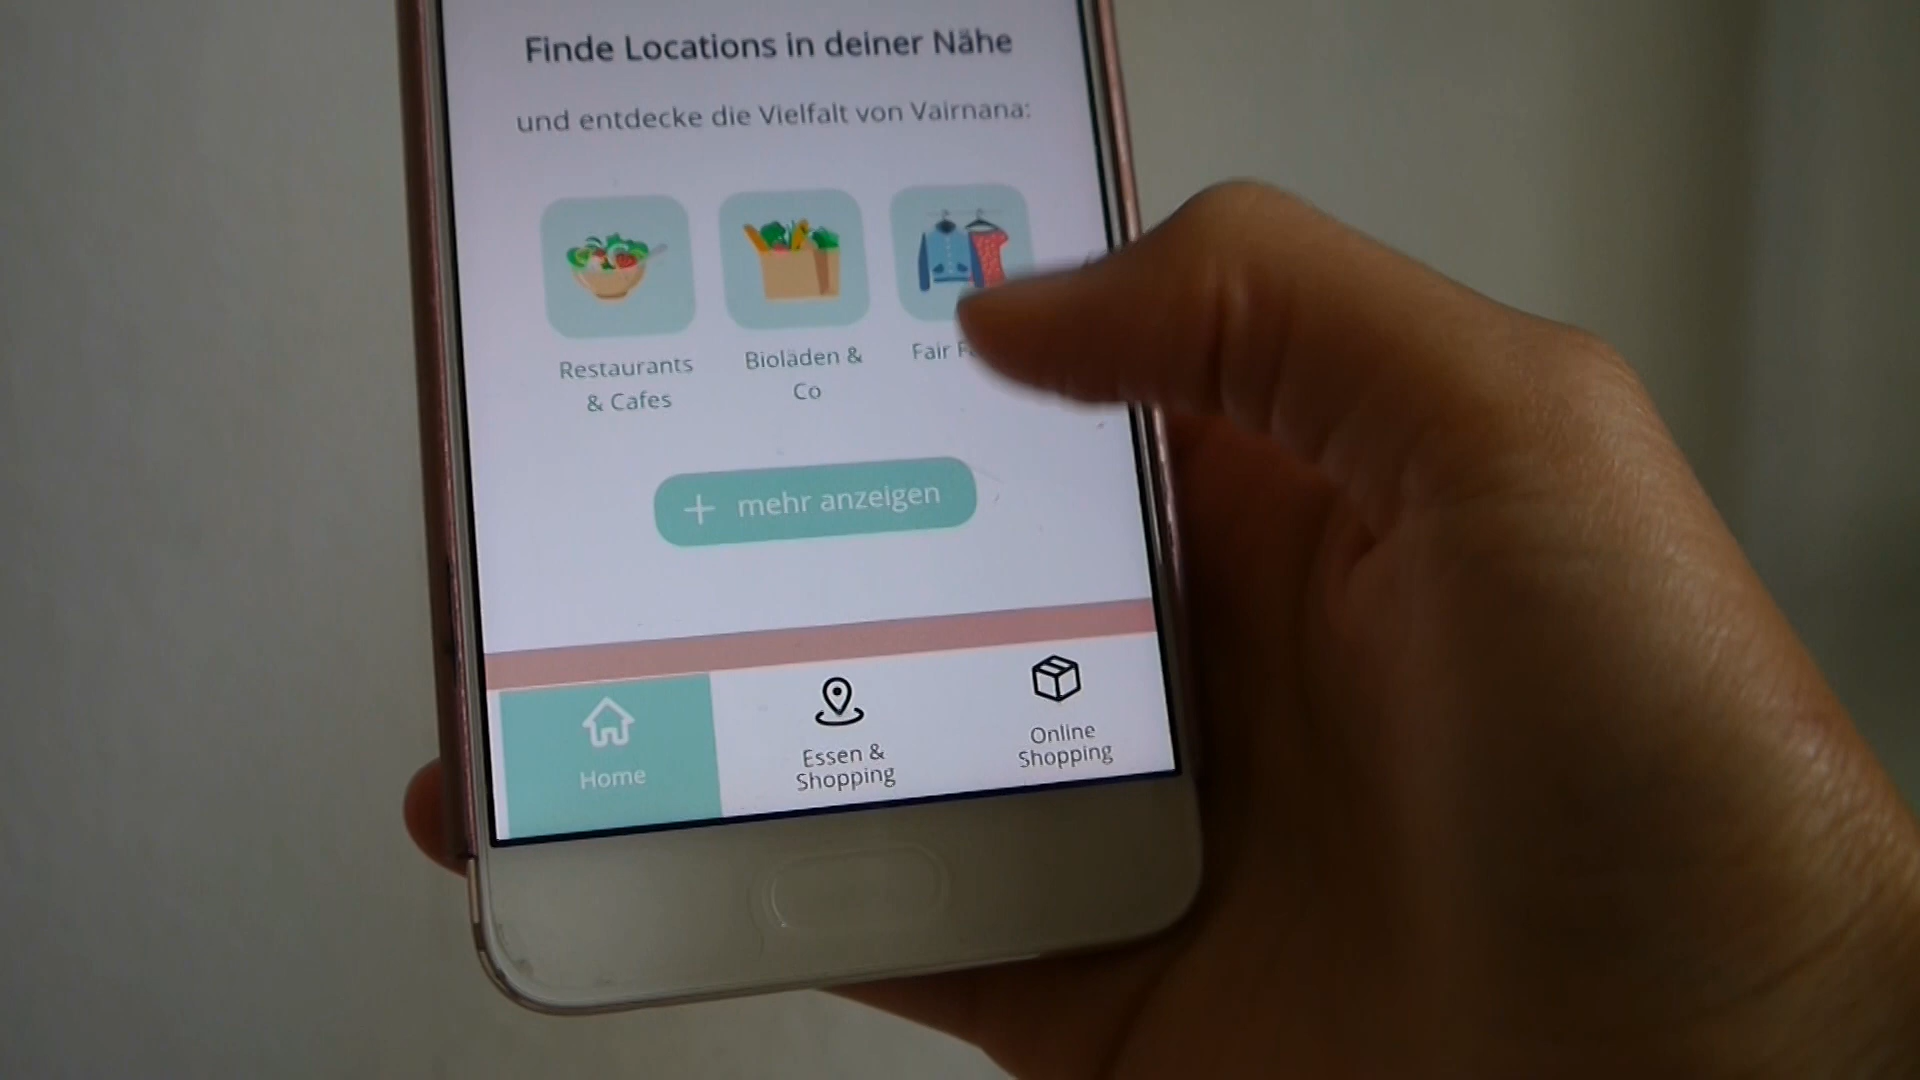 Finde Locations in deiner Nähe
und entdecke die Vielfalt von Vairnana:
Restaurants
& Cafes
Bioläden &
Co
Fair
+ mehr anzeigen
Home
Essen &
Shopping
Online
Shopping